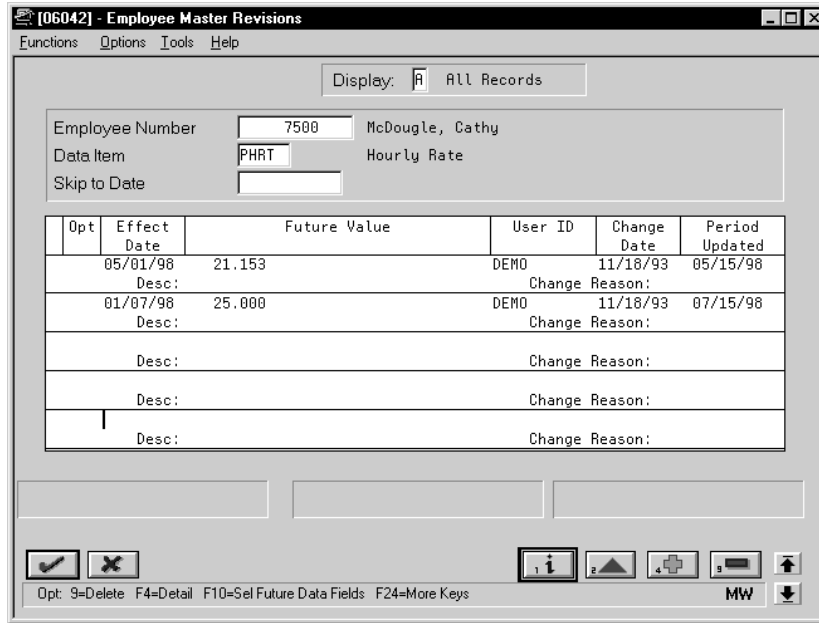 [06042] - Employee Master Revisions
Functions Options Tools Help
Display: A All Records
Employee Number 7500 McDougle, Cathy
Data Item PHRT Hourly Rate
Skip to Date
Opt Effect Date Future Value User ID Change Date Period Updated
05/01/98 21.153 DEMO 11/18/93 05/15/98
Desc: Change Reason:
01/07/98 25.000 DEMO 11/18/93 07/15/98
Desc: Change Reason:
Desc: Change Reason:
Desc: Change Reason:
Desc: Change Reason:
1 i 2 4 9
Opt: 9=Delete F4=Detail F10=Sel Future Data Fields F24=More Keys MW